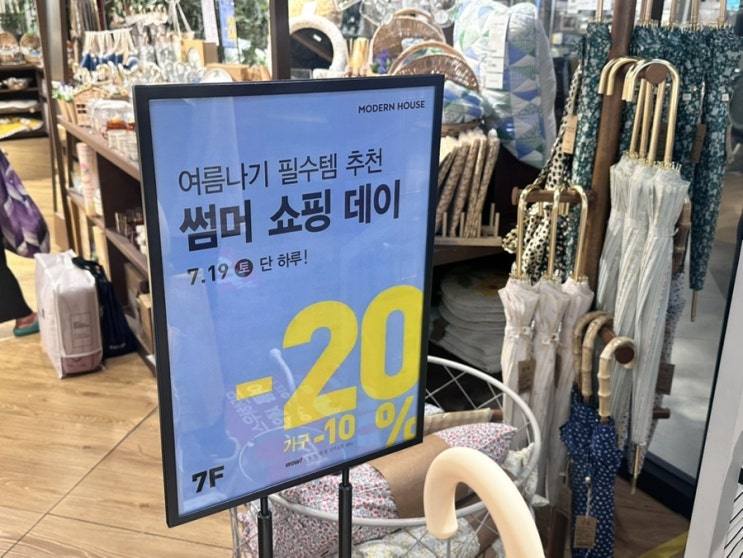 MODERN HOUSE
여름나기 필수템 추천
썸머 쇼핑 데이
7.19 토 단 하루!
-20%
가구 -10
7F